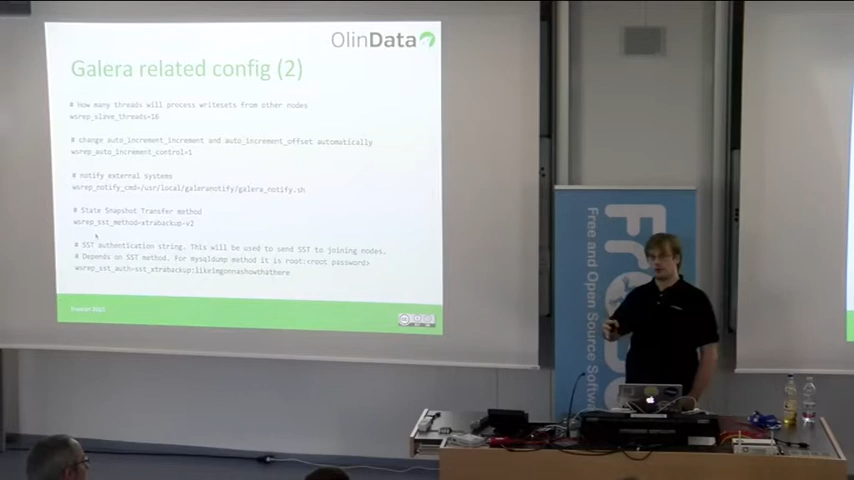 OlinData
Galera related config (2)
# How many threads will process writesets from other nodes
wsrep_slave_threads=16
# change auto_increment_increment and auto_increment_offset automatically
wsrep_auto_increment_control=1
# notify external systems
wsrep_notify_cmd=/usr/local/galeranotify/galera_notify.sh
# State Snapshot Transfer method
wsrep_sst_method=xtrabackup-v2
# SST authentication string. This will be used to send SST to joining nodes.
# Depends on SST method. For mysqldump method it is root:<root password>
wsrep_sst_auth=sst_xtrabackup:likeimgonnashowthathere
Free and Open Source Softwa